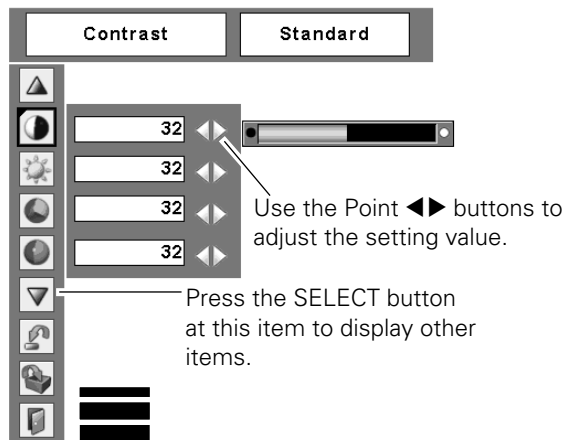 Contrast
Standard
32
32
32
32
Use the Point ◀▶ buttons to
adjust the setting value.
Press the SELECT button
at this item to display other
items.